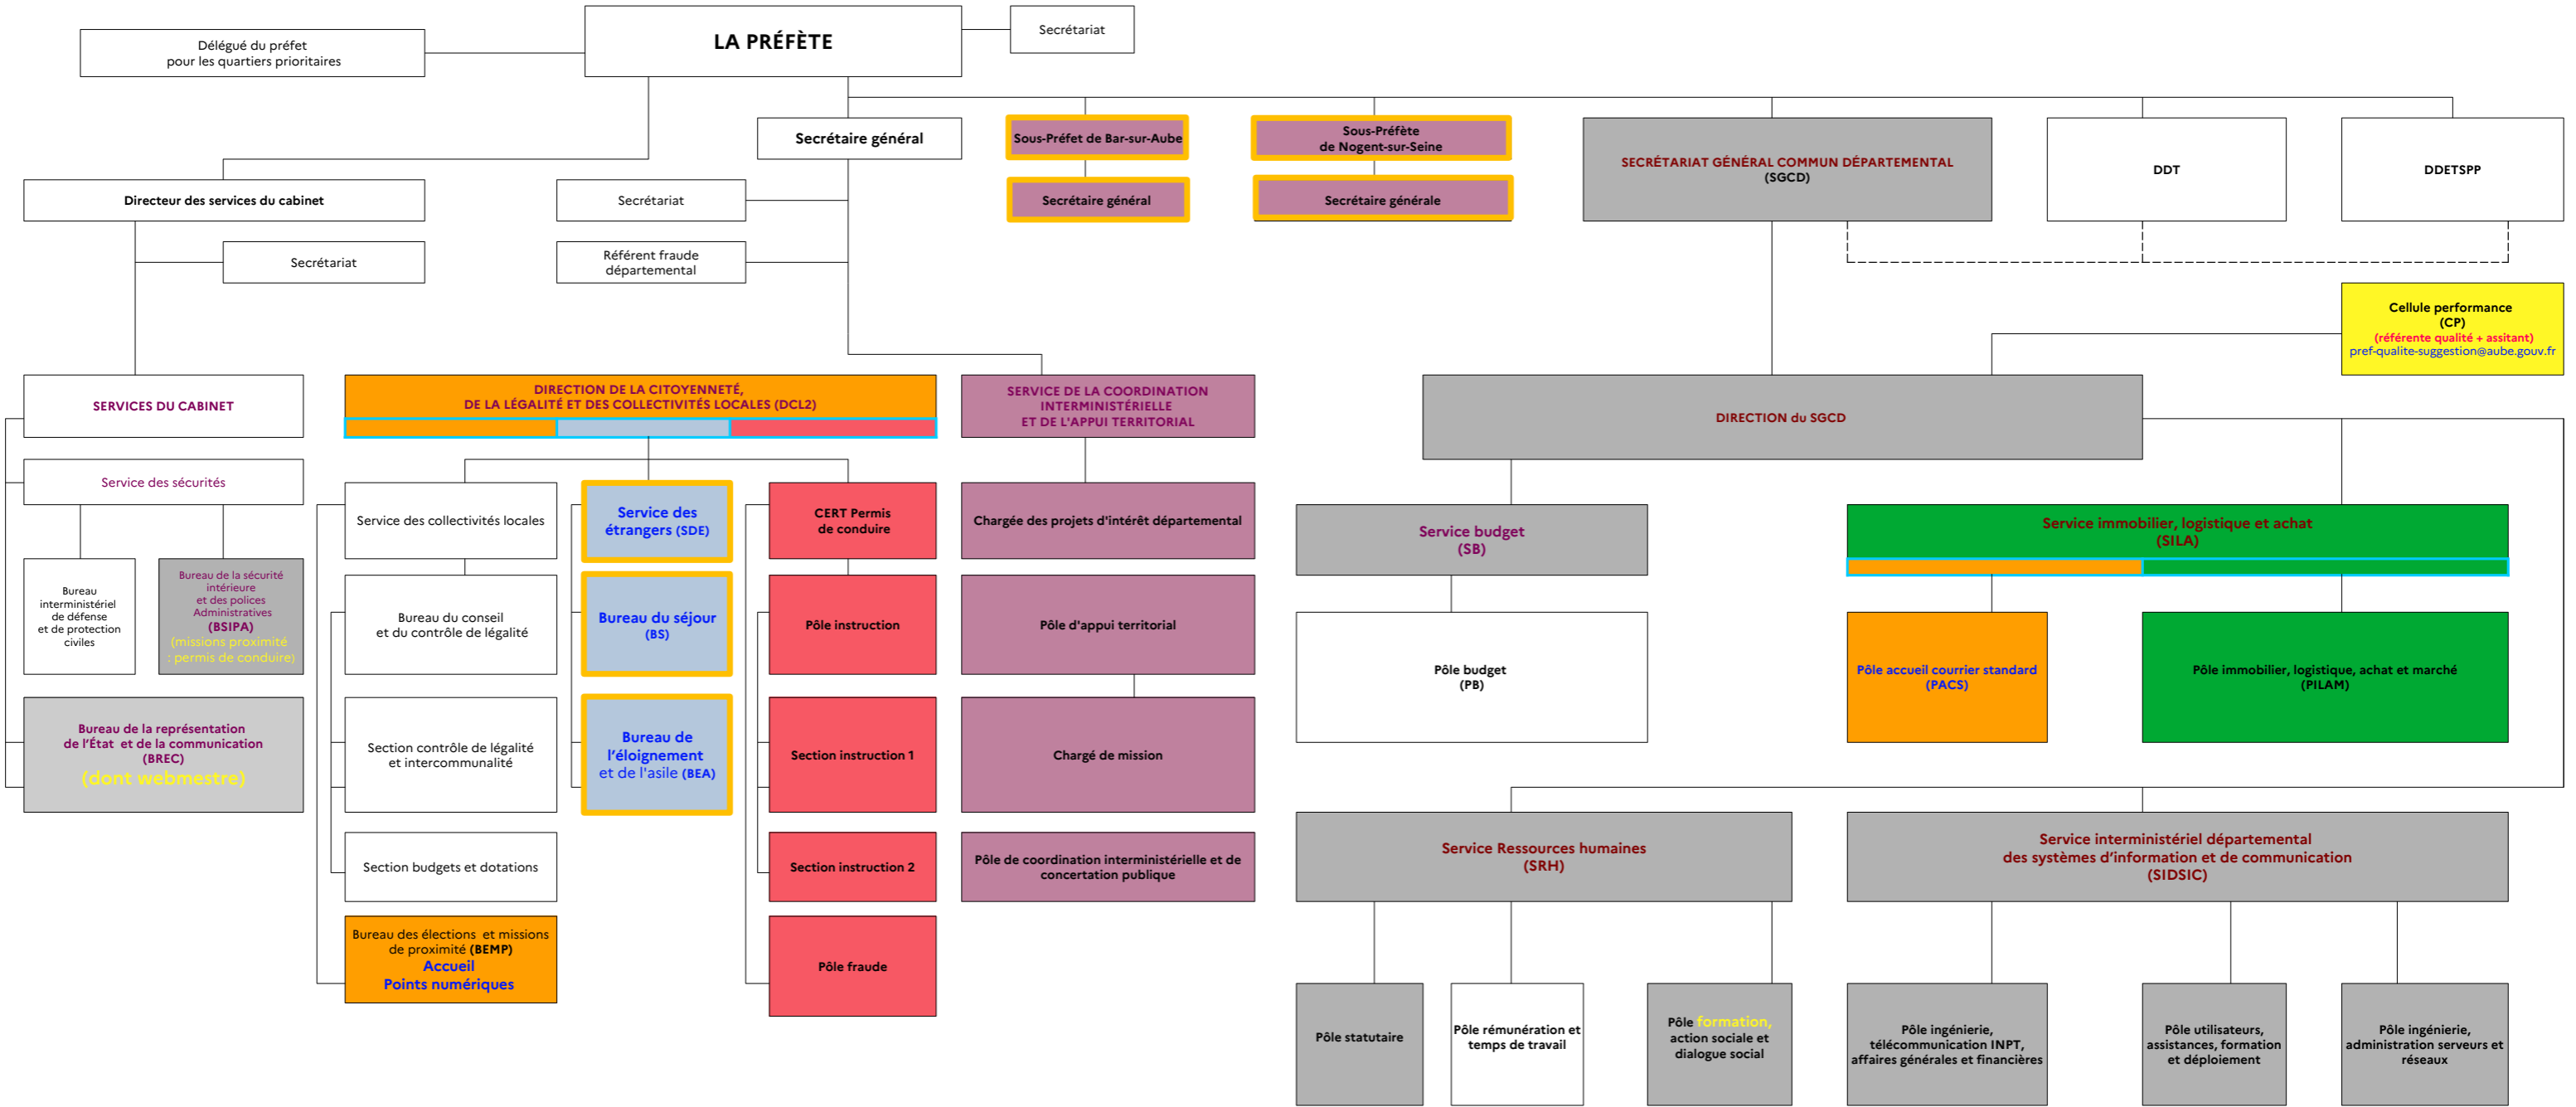 LA PRÉFÈTE
Secrétariat
Délégué du préfet
pour les quartiers prioritaires
Secrétaire général
Sous-Préfet de Bar-sur-Aube
Sous-Préfète
de Nogent-sur-Seine
SECRÉTARIAT GÉNÉRAL COMMUN DÉPARTEMENTAL
(SGCD)
DDT
DDETSPP
Directeur des services du cabinet
Secrétariat
Secrétaire général
Secrétaire générale
Secrétariat
Référent fraude
départemental
Cellule performance
(CP)
(référente qualité + assitant)
pref-qualite-suggestion@aube.gouv.fr
SERVICES DU CABINET
DIRECTION DE LA CITOYENNETÉ,
DE LA LÉGALITÉ ET DES COLLECTIVITÉS LOCALES (DCL2)
SERVICE DE LA COORDINATION
INTERMINISTÉRIELLE
ET DE L'APPUI TERRITORIAL
DIRECTION du SGCD
Service des sécurités
Service des collectivités locales
Service des
étrangers (SDE)
CERT Permis
de conduire
Chargée des projets d'intérêt départemental
Service budget
(SB)
Service immobilier, logistique et achat
(SILA)
Bureau
interministériel
de défense
et de protection
civiles
Bureau de la sécurité
intérieure
et des polices
Administratives
(BSIPA)
(missions proximité
: permis de conduire)
Bureau du conseil
et du contrôle de légalité
Bureau du séjour
(BS)
Pôle instruction
Pôle d'appui territorial
Pôle budget
(PB)
Pôle accueil courrier standard
(PACS)
Pôle immobilier, logistique, achat et marché
(PILAM)
Bureau de la représentation
de l'État et de la communication
(BREC)
(dont webmestre)
Section contrôle de légalité
et intercommunalité
Bureau de
l'éloignement
et de l'asile (BEA)
Section instruction 1
Chargé de mission
Section budgets et dotations
Section instruction 2
Pôle de coordination interministérielle et de
concertation publique
Service Ressources humaines
(SRH)
Service interministériel départemental
des systèmes d'information et de communication
(SIDSIC)
Bureau des élections et missions
de proximité (BEMP)
Accueil
Points numériques
Pôle fraude
Pôle statutaire
Pôle rémunération et
temps de travail
Pôle formation,
action sociale et
dialogue social
Pôle ingénierie,
télécommunication INPT,
affaires générales et financières
Pôle utilisateurs,
assistances, formation
et déploiement
Pôle ingénierie,
administration serveurs et
réseaux